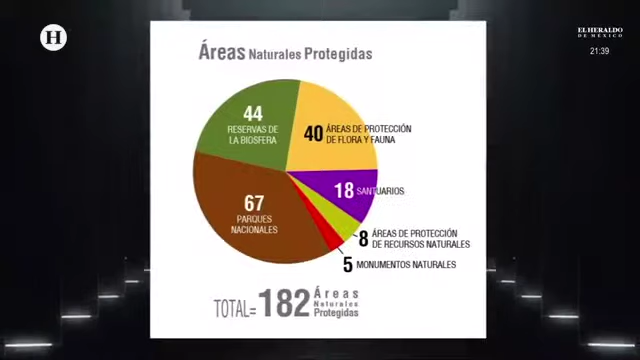 H
EL HERALDO
DE MÉXICO
21:39
Áreas Naturales Protegidas
44
RESERVAS DE
LA BIOSFERA
40 ÁREAS DE PROTECCIÓN
DE FLORA Y FAUNA
18 SANTUARIOS
67
PARQUES
NACIONALES
8 ÁREAS DE PROTECCIÓN
DE RECURSOS NATURALES
5 MONUMENTOS NATURALES
TOTAL= 182 Áreas
Naturales
Protegidas